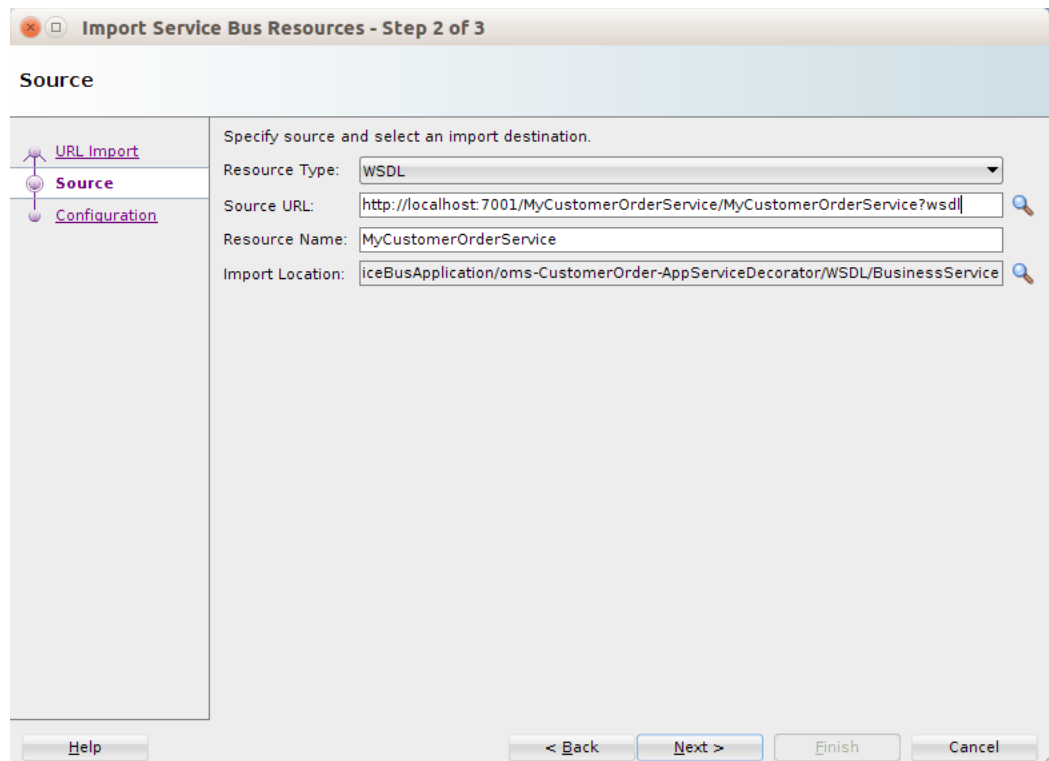 Import Service Bus Resources - Step 2 of 3
Source
URL Import
Source
Configuration
Specify source and select an import destination.
Resource Type: WSDL
Source URL: http://localhost:7001/MyCustomerOrderService/MyCustomerOrderService?wsdl
Resource Name: MyCustomerOrderService
Import Location: iceBusApplication/oms-CustomerOrder-AppServiceDecorator/WSDL/BusinessService
Help < Back Next > Finish Cancel